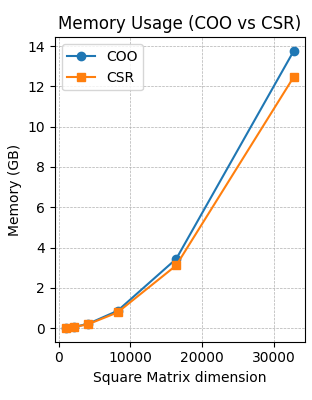 Memory Usage (COO vs CSR)
COO
CSR
14
12
10
8
6
4
2
0
Memory (GB)
0 10000 20000 30000
Square Matrix dimension